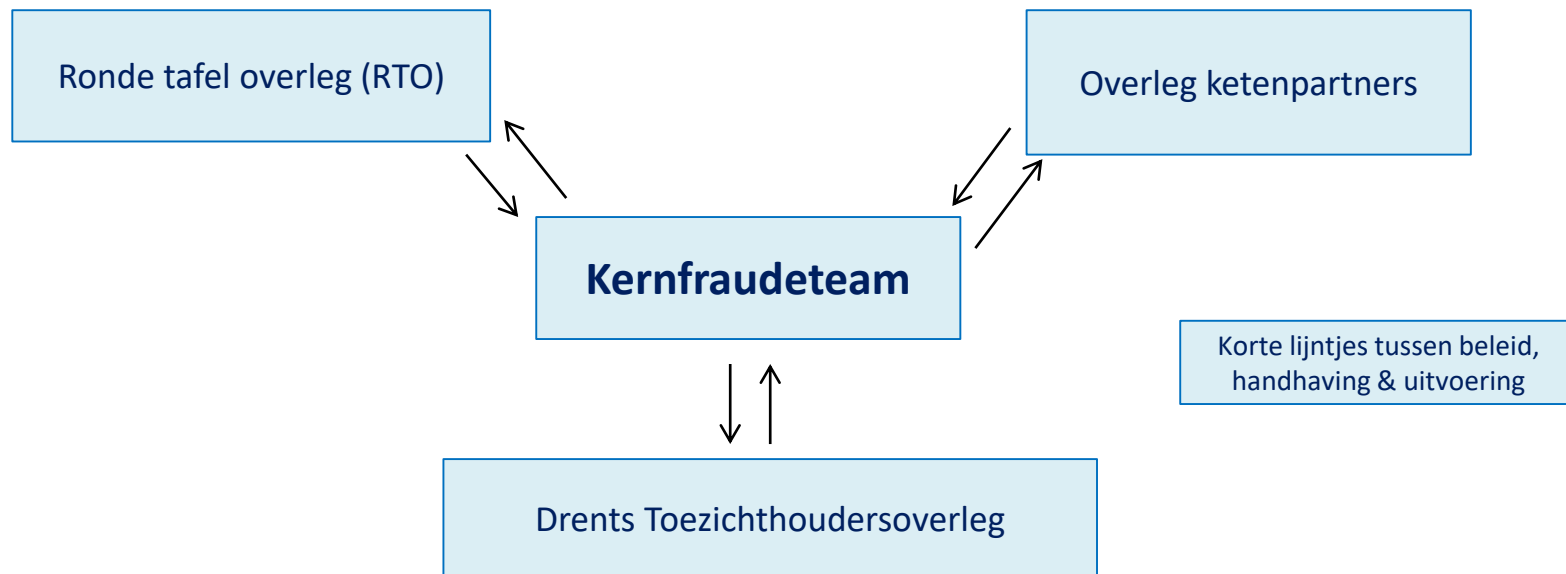 Ronde tafel overleg (RTO)
Overleg ketenpartners
Kernfraudeteam
Korte lijntjes tussen beleid,
handhaving & uitvoering
Drents Toezichthoudersoverleg